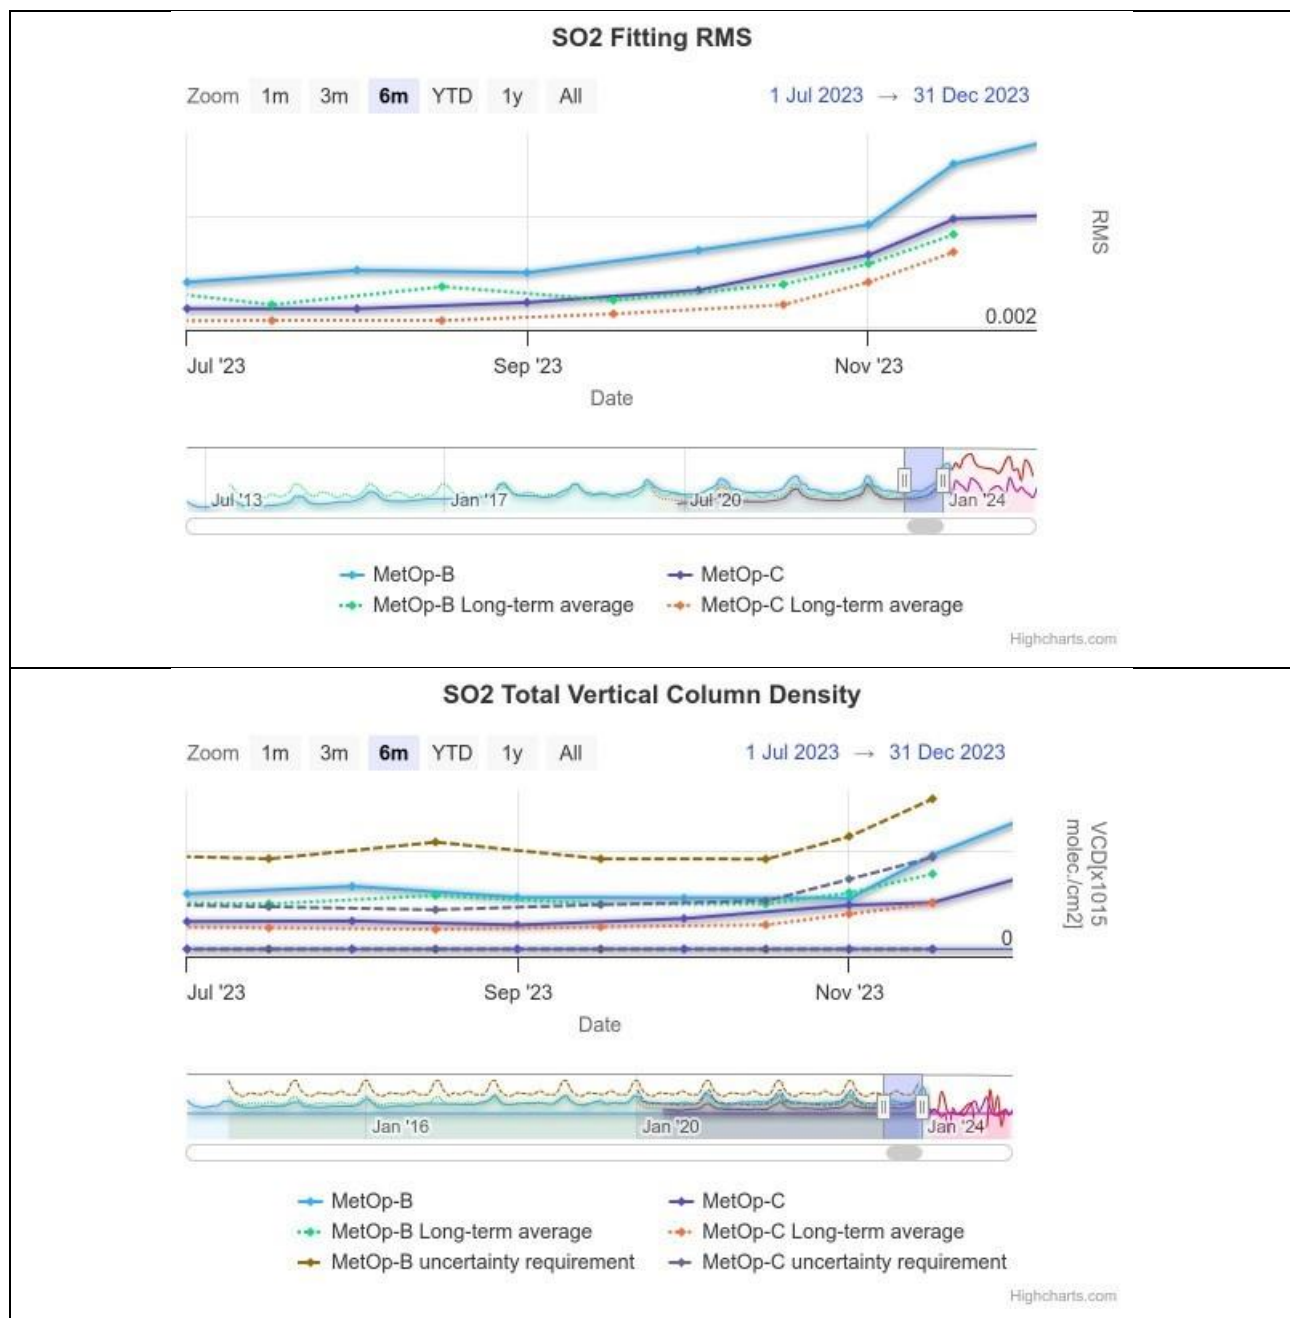 SO2 Fitting RMS
Zoom 1m 3m 6m YTD 1y All 1 Jul 2023 → 31 Dec 2023
RMS
0.002
Jul '23 Sep '23 Nov '23
Date
Jul '13 Jan '17 Jul '20 Jan '24
MetOp-B MetOp-C
MetOp-B Long-term average MetOp-C Long-term average
Highcharts.com
SO2 Total Vertical Column Density
Zoom 1m 3m 6m YTD 1y All 1 Jul 2023 → 31 Dec 2023
VCD[x1015
molec./cm2]
0
Jul '23 Sep '23 Nov '23
Date
Jan '16 Jan '20 Jan '24
MetOp-B MetOp-C
MetOp-B Long-term average MetOp-C Long-term average
MetOp-B uncertainty requirement MetOp-C uncertainty requirement
Highcharts.com